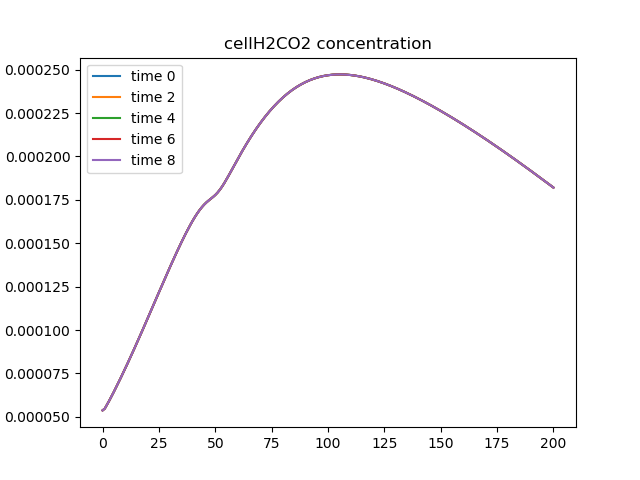 cellH2CO2 concentration
0.000250
0.000225
0.000200
0.000175
0.000150
0.000125
0.000100
0.000075
0.000050
time 0
time 2
time 4
time 6
time 8
0 25 50 75 100 125 150 175 200